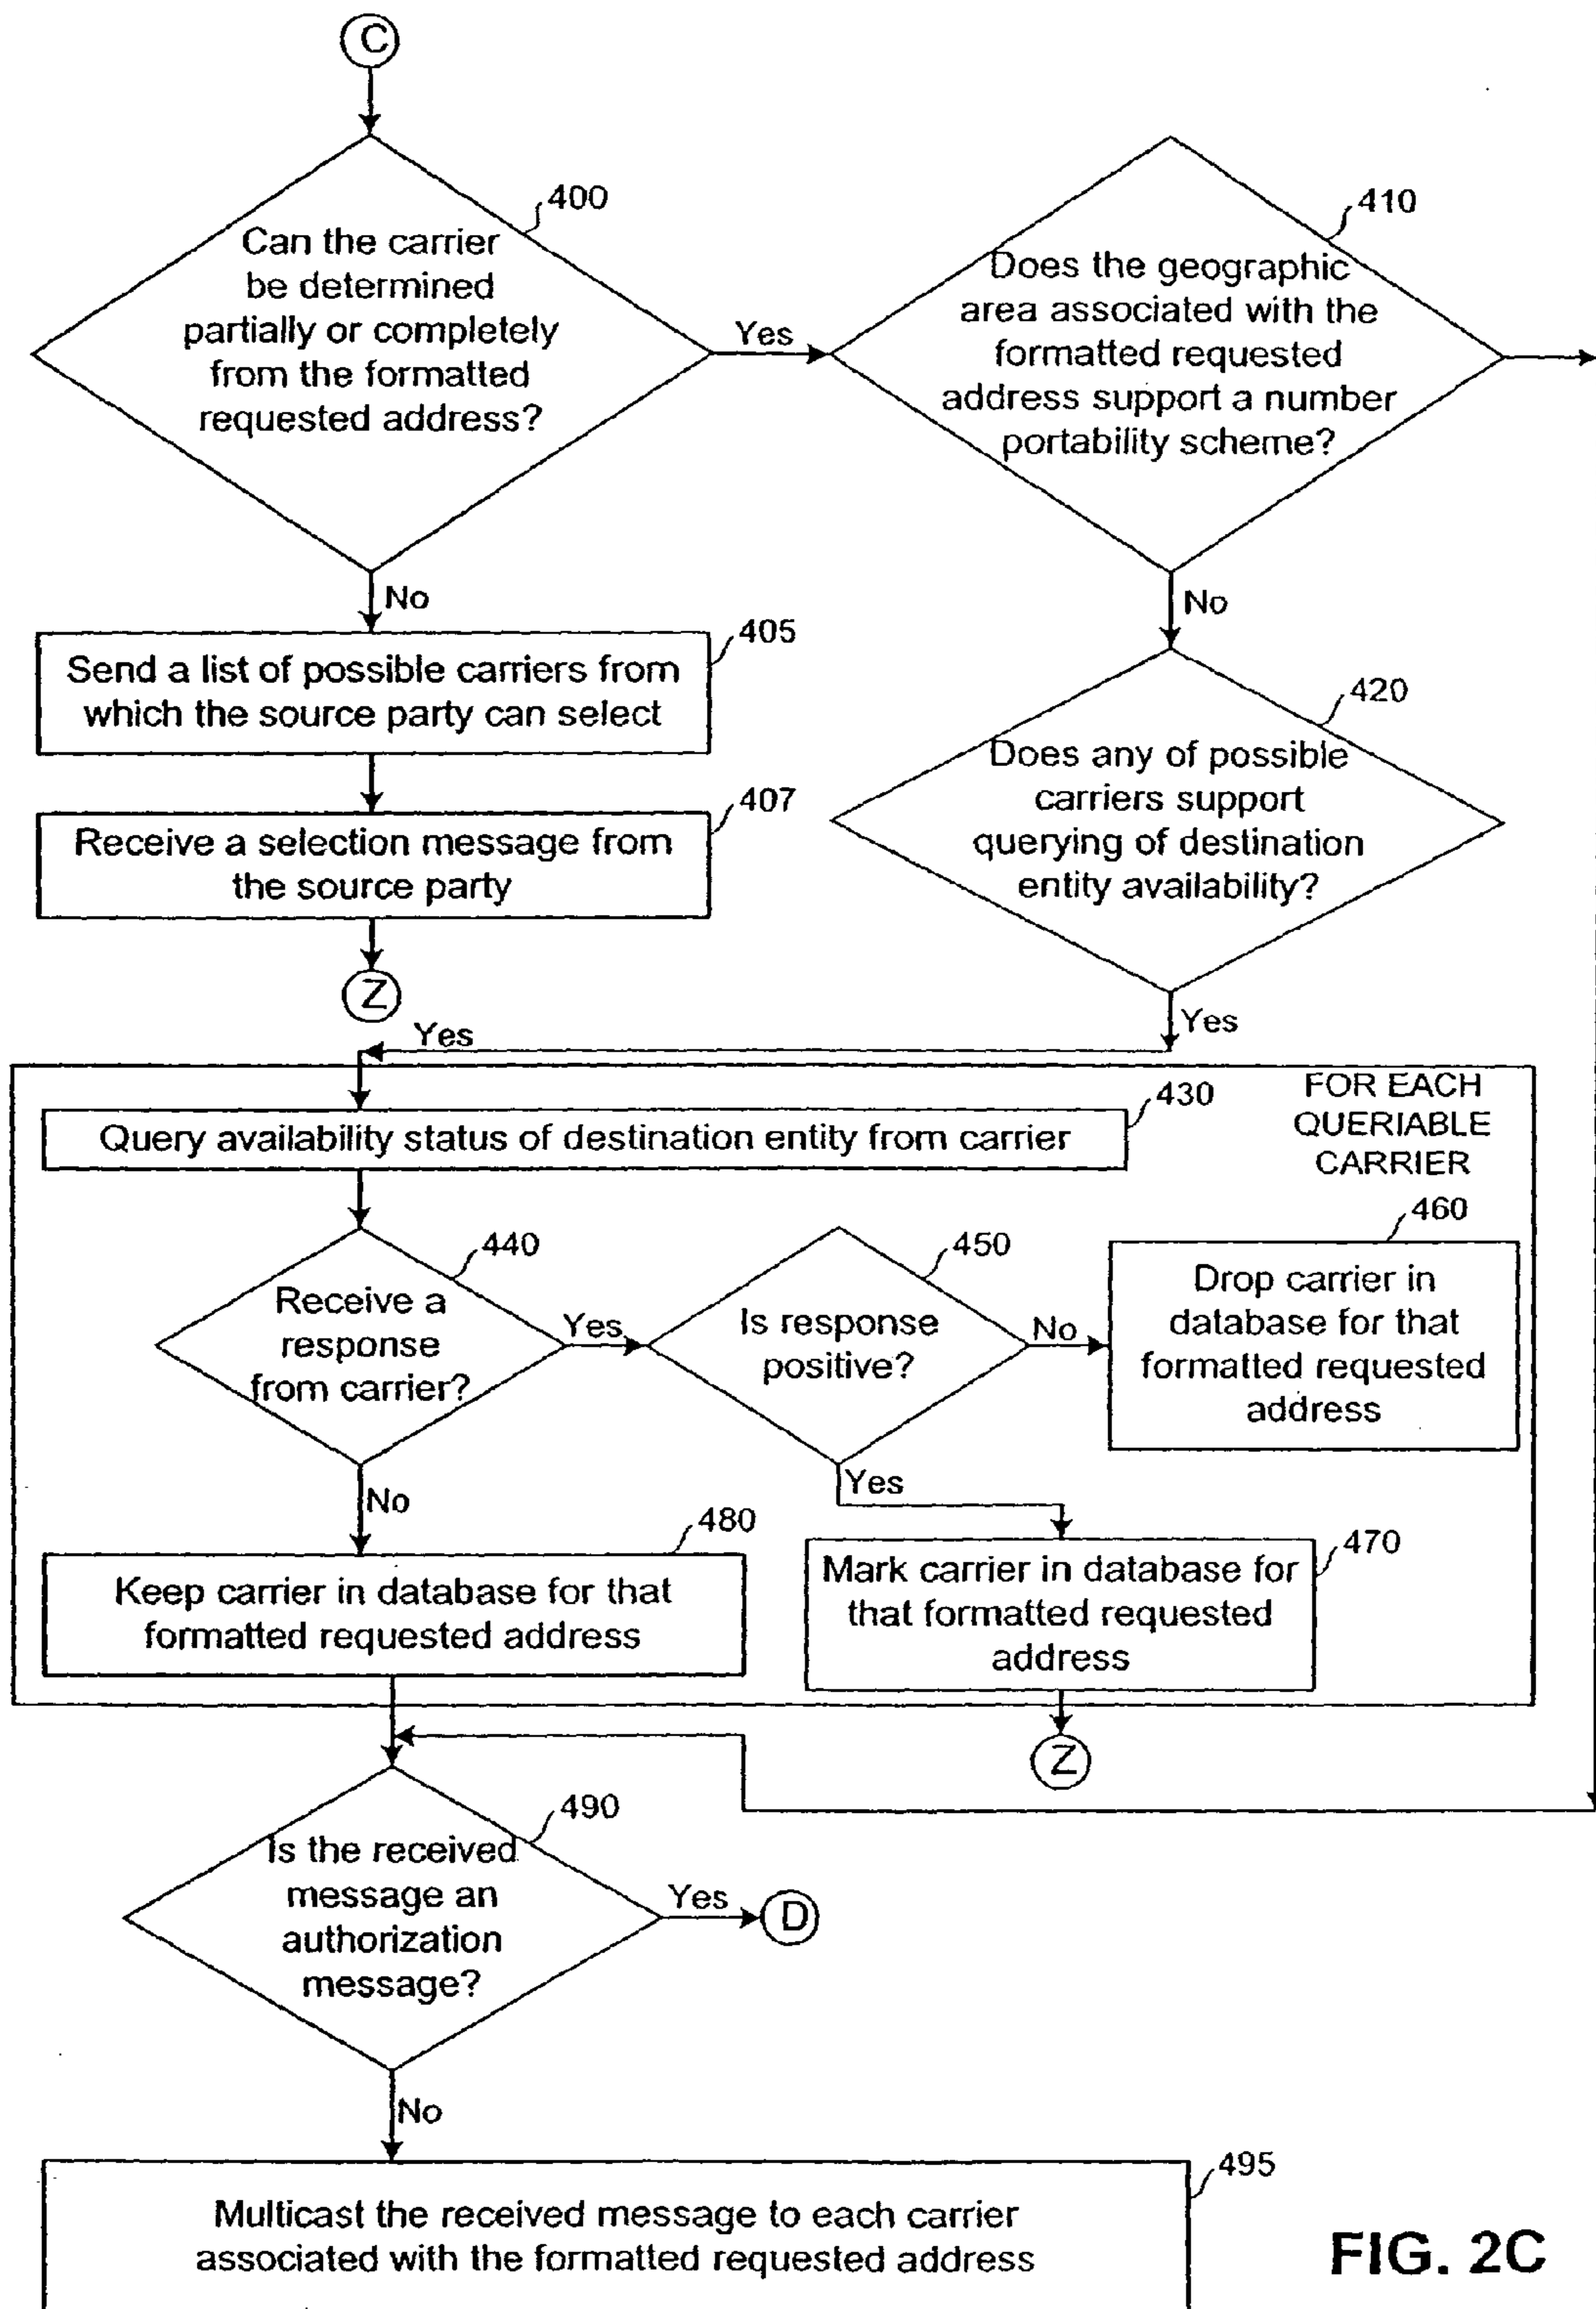 C
400
Can the carrier
be determined
partially or completely
from the formatted
requested address?
Yes
410
Does the geographic
area associated with the
formatted requested
address support a number
portability scheme?
No
No
405
Send a list of possible carriers from
which the source party can select
407
Receive a selection message from
the source party
Z
420
Does any of possible
carriers support
querying of destination
entity availability?
Yes
Yes
FOR EACH
QUERIABLE
CARRIER
430
Query availability status of destination entity from carrier
440
Receive a
response
from carrier?
Yes
450
Is response
positive?
No
460
Drop carrier in
database for that
formatted requested
address
No
Yes
480
Keep carrier in database for that
formatted requested address
470
Mark carrier in database for
that formatted requested
address
Z
490
Is the received
message an
authorization
message?
Yes
D
No
495
Multicast the received message to each carrier
associated with the formatted requested address
FIG. 2C